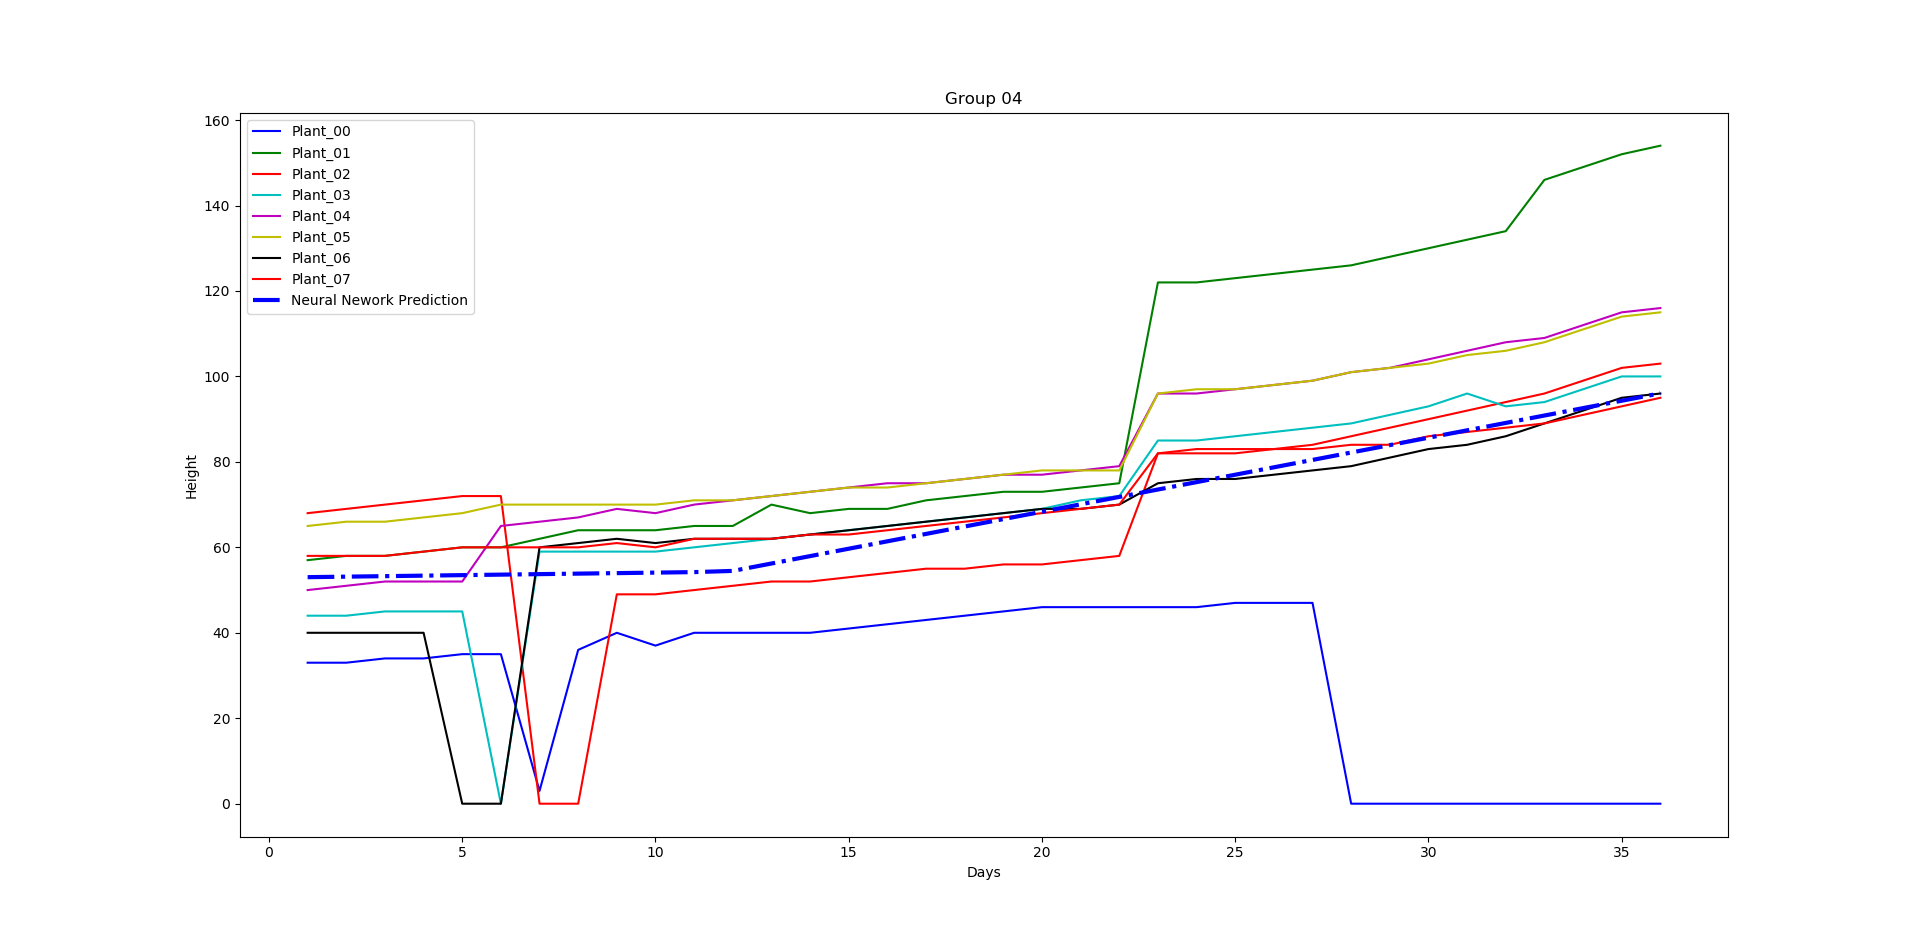 Group 04
160
140
120
100
80
60
40
20
0
Height
Plant_00
Plant_01
Plant_02
Plant_03
Plant_04
Plant_05
Plant_06
Plant_07
Neural Nework Prediction
0 5 10 15 20 25 30 35
Days